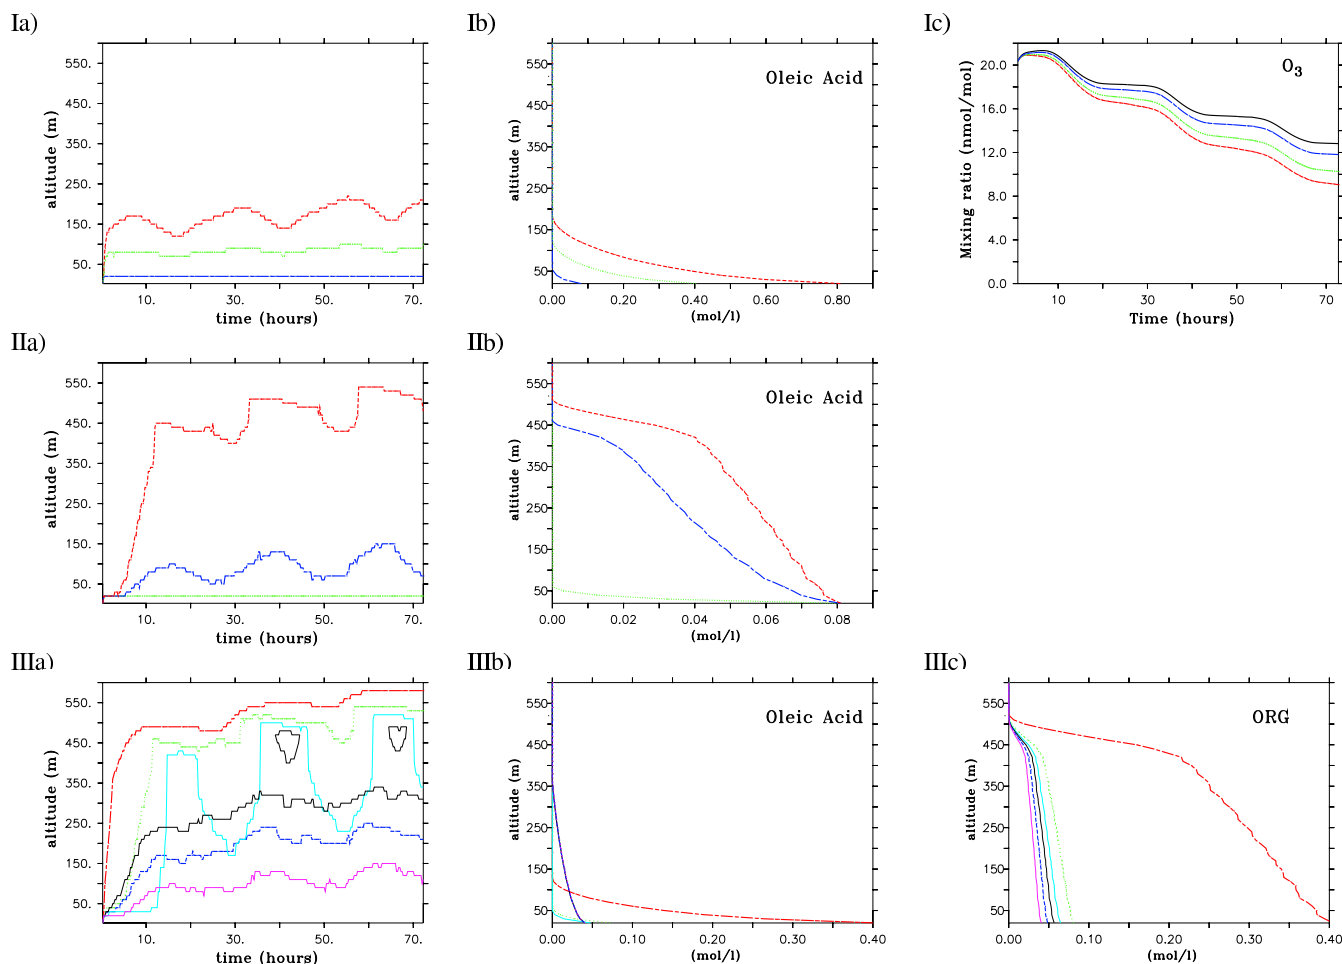 Ia)
Ib)
Ic)
550.
450.
350.
250.
150.
50.
altitude (m)
10.
30.
50.
70.
time (hours)
550
450
350
250
150
50
altitude (m)
Oleic Acid
0.00
0.20
0.40
0.60
0.80
(mol/l)
20.0
16.0
12.0
8.0
4.0
0.0
Mixing ratio (nmol/mol)
O3
10
30
50
70
Time (hours)
IIa)
IIb)
550.
450.
350.
250.
150.
50.
altitude (m)
10.
30.
50.
70.
time (hours)
550
450
350
250
150
50
altitude (m)
Oleic Acid
0.00
0.02
0.04
0.06
0.08
(mol/l)
IIIa)
IIIb)
IIIc)
550.
450.
350.
250.
150.
50.
altitude (m)
10.
30.
50.
70.
time (hours)
550
450
350
250
150
50
altitude (m)
Oleic Acid
0.00
0.10
0.20
0.30
0.40
(mol/l)
550
450
350
250
150
50
altitude (m)
ORG
0.00
0.10
0.20
0.30
0.40
(mol/l)